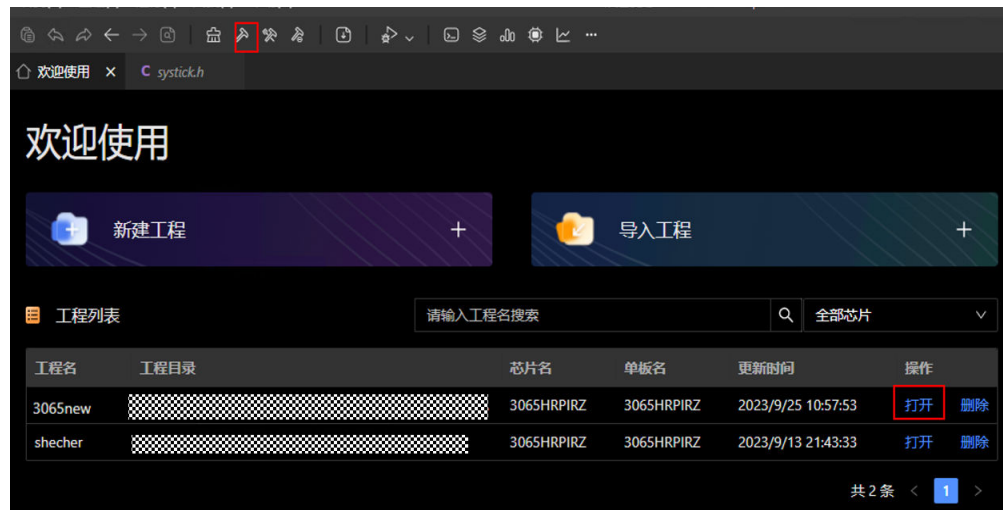 欢迎使用 × C systick.h
欢迎使用
新建工程 +
导入工程 +
工程列表
请输入工程名搜索
全部芯片
工程名 工程目录 芯片名 单板名 更新时间 操作
3065new 3065HRPIRZ 3065HRPIRZ 2023/9/25 10:57:53 打开 删除
shecher 3065HRPIRZ 3065HRPIRZ 2023/9/13 21:43:33 打开 删除
共 2 条 < 1 >